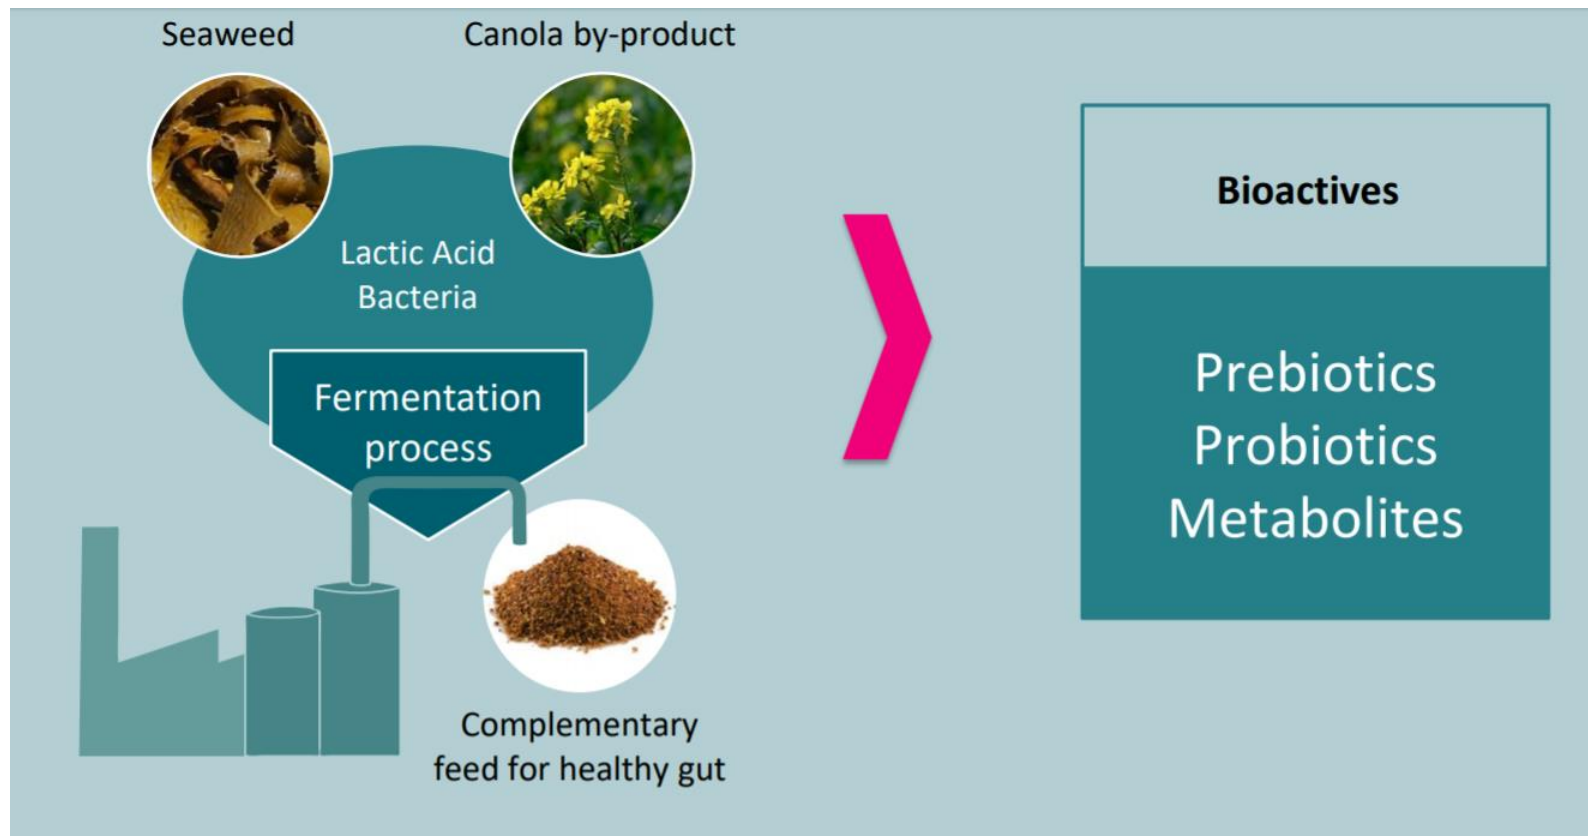 Seaweed
Canola by-product
Lactic Acid
Bacteria
Fermentation
process
Complementary
feed for healthy gut
Bioactives
Prebiotics
Probiotics
Metabolites